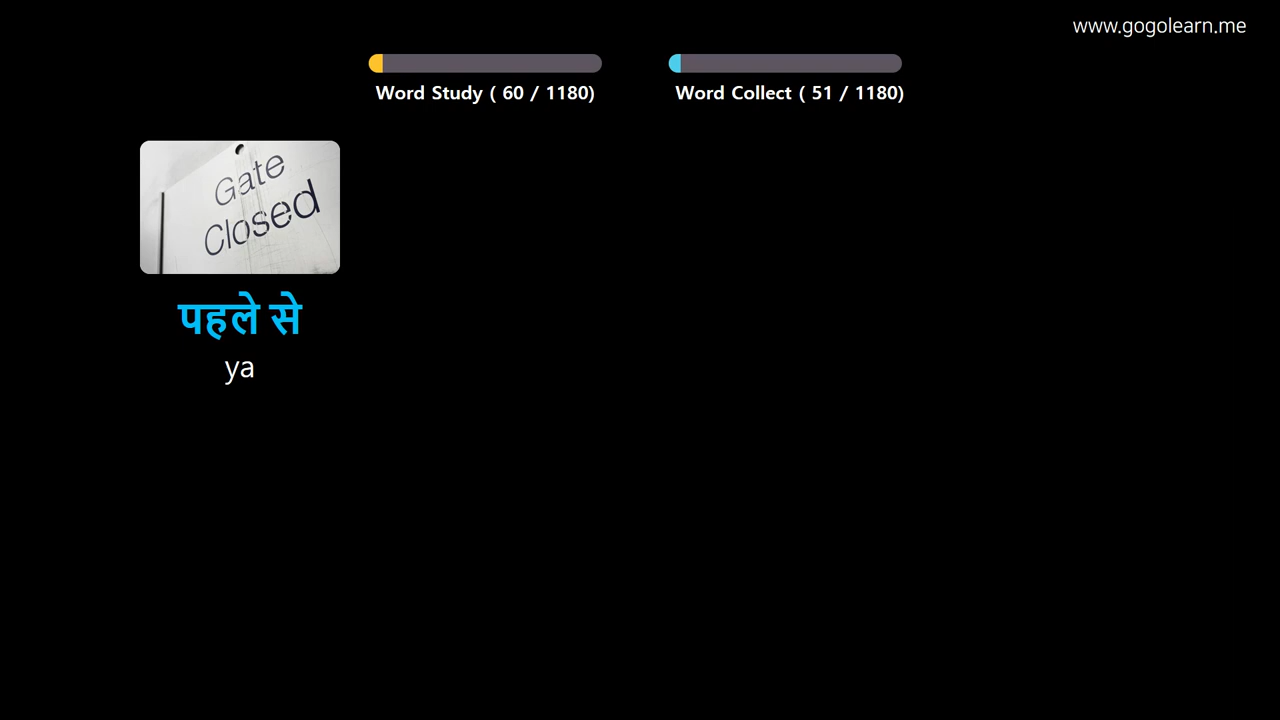 www.gogolearn.me
Word Study ( 60 / 1180)
Word Collect ( 51 / 1180)
Gate
Closed
पहले से
ya